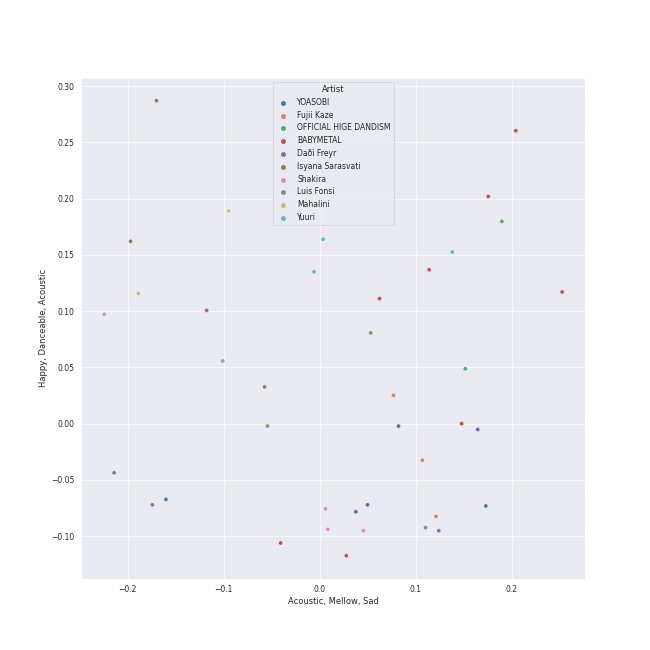 0.30
0.25
0.20
0.15
0.10
0.05
0.00
−0.05
−0.10
Happy, Danceable, Acoustic
Artist
YOASOBI
Fujii Kaze
OFFICIAL HIGE DANDISM
BABYMETAL
Daði Freyr
Isyana Sarasvati
Shakira
Luis Fonsi
Mahalini
Yuuri
−0.2 −0.1 0.0 0.1 0.2
Acoustic, Mellow, Sad